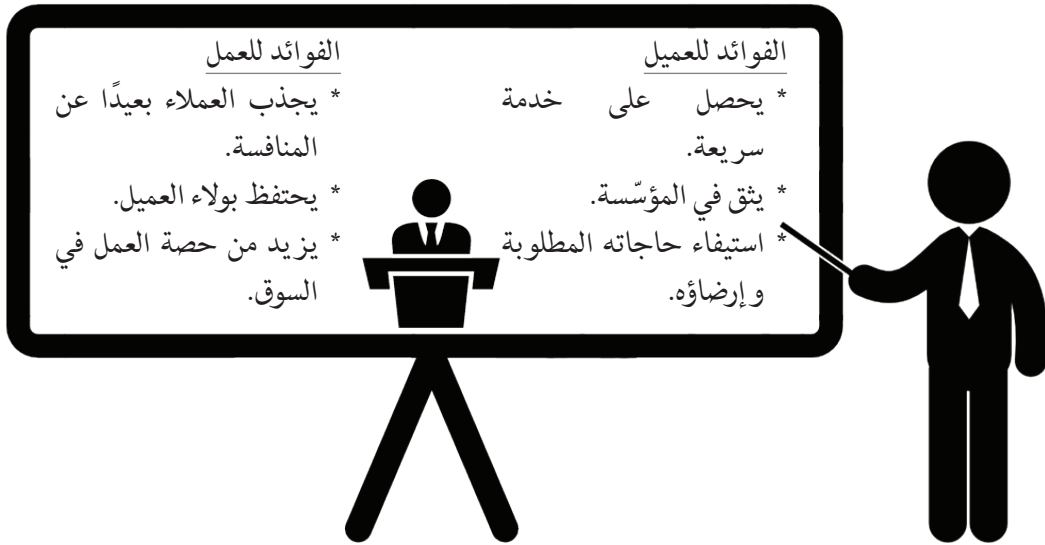 الفوائد للعميل
* يحصل على خدمة
سريعة.
* يثق في المؤسّسة.
* استيفاء حاجاته المطلوبة
وإرضاؤه.
الفوائد للعمل
* يجذب العملاء بعيدًا عن
المنافسة.
* يحتفظ بولاء العميل.
* يزيد من حصة العمل في
السوق.